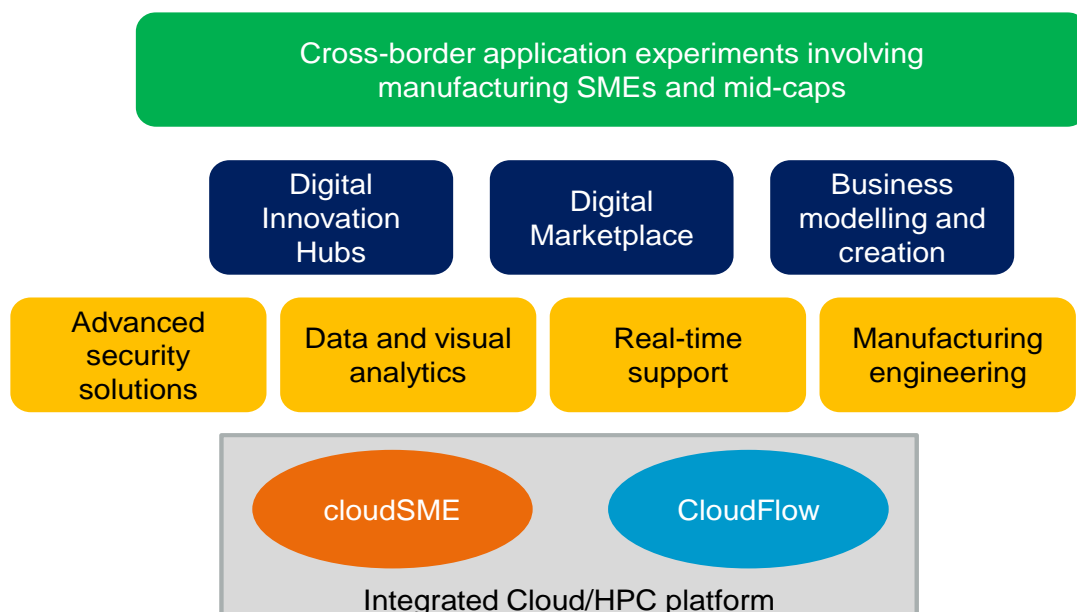 Cross-border application experiments involving
manufacturing SMEs and mid-caps
Digital
Innovation
Hubs
Digital
Marketplace
Business
modelling and
creation
Advanced
security
solutions
Data and visual
analytics
Real-time
support
Manufacturing
engineering
cloudSME
CloudFlow
Integrated Cloud/HPC platform